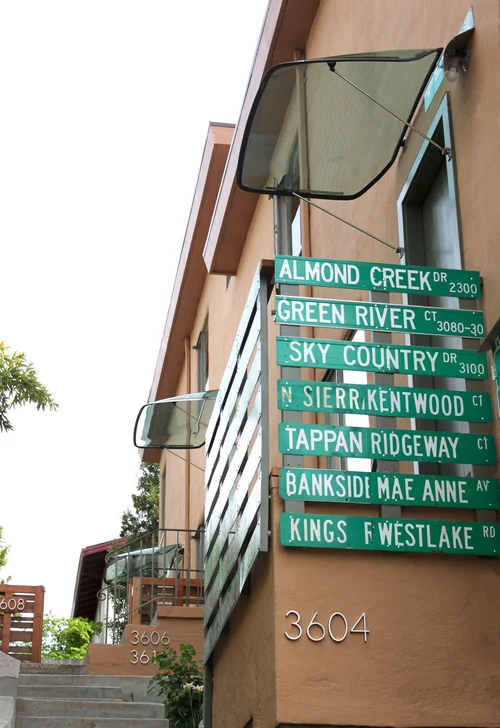 ALMOND CREEK DR 2300
GREEN RIVER CT 3080-30
SKY COUNTRY DR 3100
N SIERR KENTWOOD CT
TAPPAN RIDGEWAY CT
BANKSID MAE ANNE AV
KINGS WESTLAKE RD
3604
608
3606